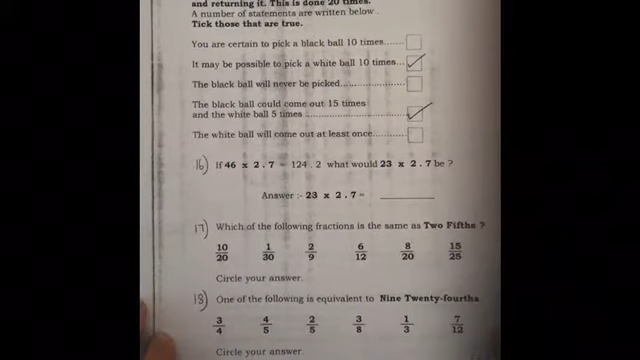 and returning it. This is done 20 times.
A number of statements are written below.
Tick those that are true.
You are certain to pick a black ball 10 times.......
It may be possible to pick a white ball 10 times...
The black ball will never be picked...........................
The black ball could come out 15 times
and the white ball 5 times .......................................
The white ball will come out at least once............
16) If 46 x 2.7 = 124.2 what would 23 x 2.7 be ?
Answer :- 23 x 2.7 = ________
17) Which of the following fractions is the same as Two Fifths ?
10/20 1/30 2/9 6/12 8/20 15/25
Circle your answer.
18) One of the following is equivalent to Nine Twenty-fourths
3/4 4/5 2/5 3/8 1/3 7/12
Circle your answer.